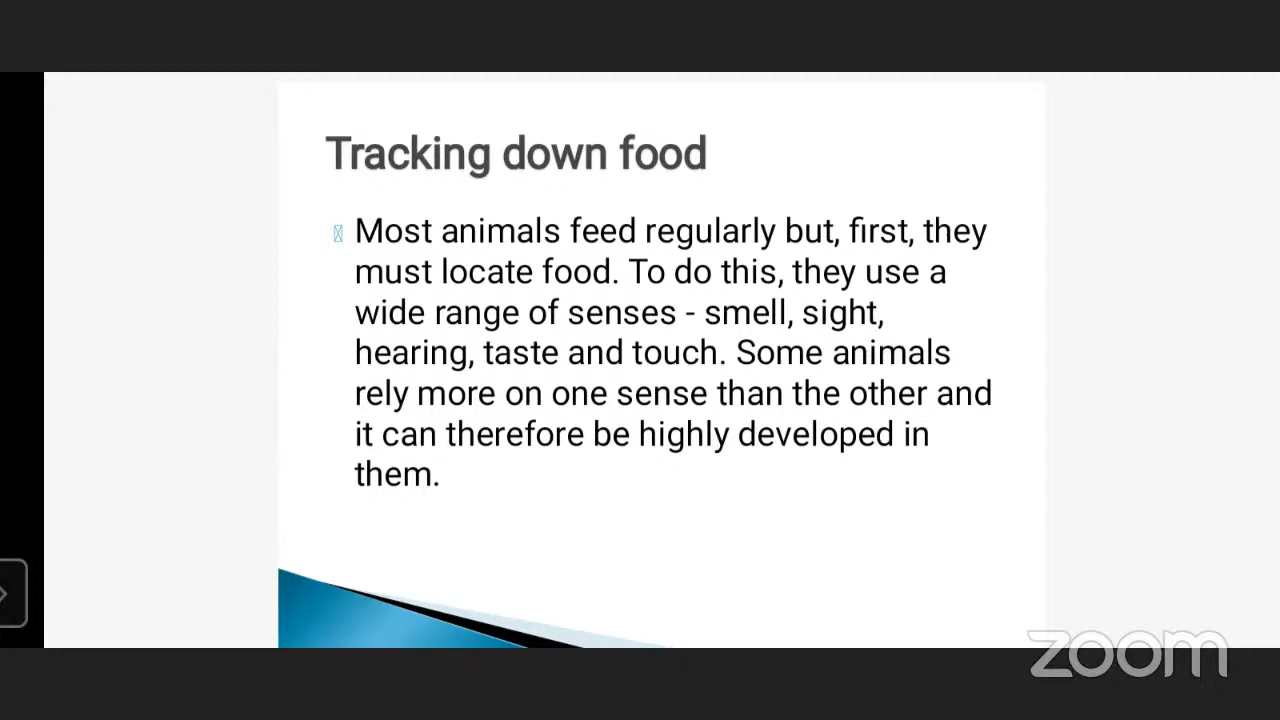 Tracking down food
Most animals feed regularly but, first, they
must locate food. To do this, they use a
wide range of senses - smell, sight,
hearing, taste and touch. Some animals
rely more on one sense than the other and
it can therefore be highly developed in
them.
zoom